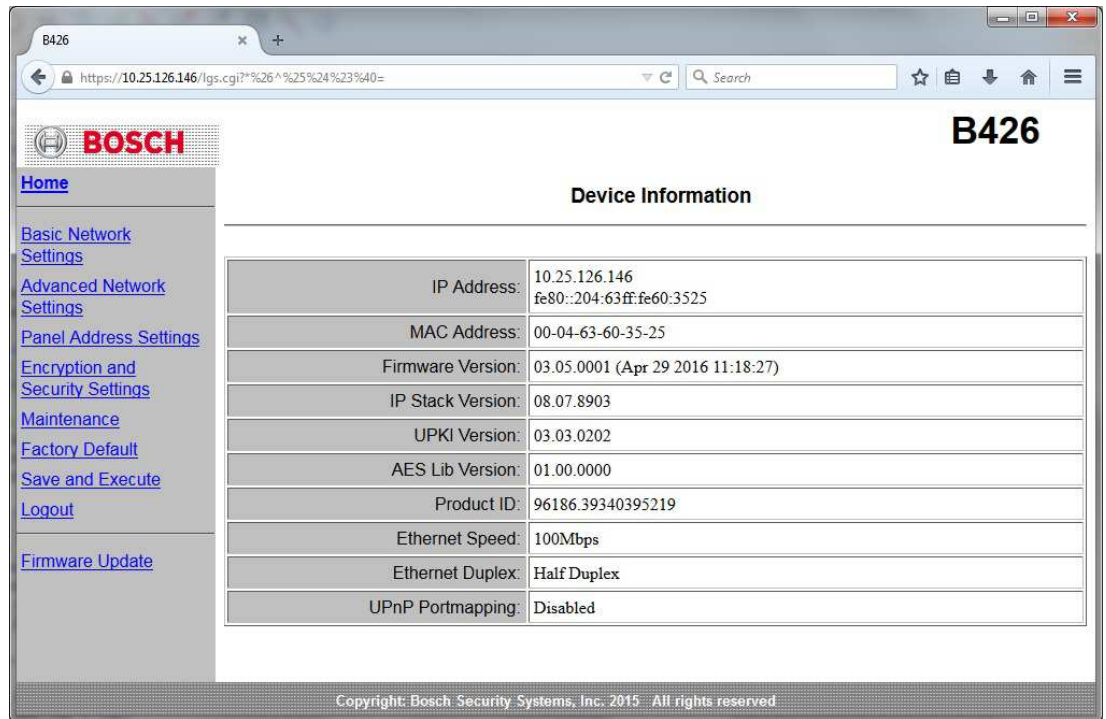 B426
https://10.25.126.146/lgs.cgi?*%26^%25%24%23%40=
Search
BOSCH
B426
Home
Basic Network
Settings
Advanced Network
Settings
Panel Address Settings
Encryption and
Security Settings
Maintenance
Factory Default
Save and Execute
Logout
Firmware Update
Device Information
IP Address: 10.25.126.146
fe80::204:63ff:fe60:3525
MAC Address: 00-04-63-60-35-25
Firmware Version: 03.05.0001 (Apr 29 2016 11:18:27)
IP Stack Version: 08.07.8903
UPKI Version: 03.03.0202
AES Lib Version: 01.00.0000
Product ID: 96186.39340395219
Ethernet Speed: 100Mbps
Ethernet Duplex: Half Duplex
UPnP Portmapping: Disabled
Copyright: Bosch Security Systems, Inc. 2015 All rights reserved